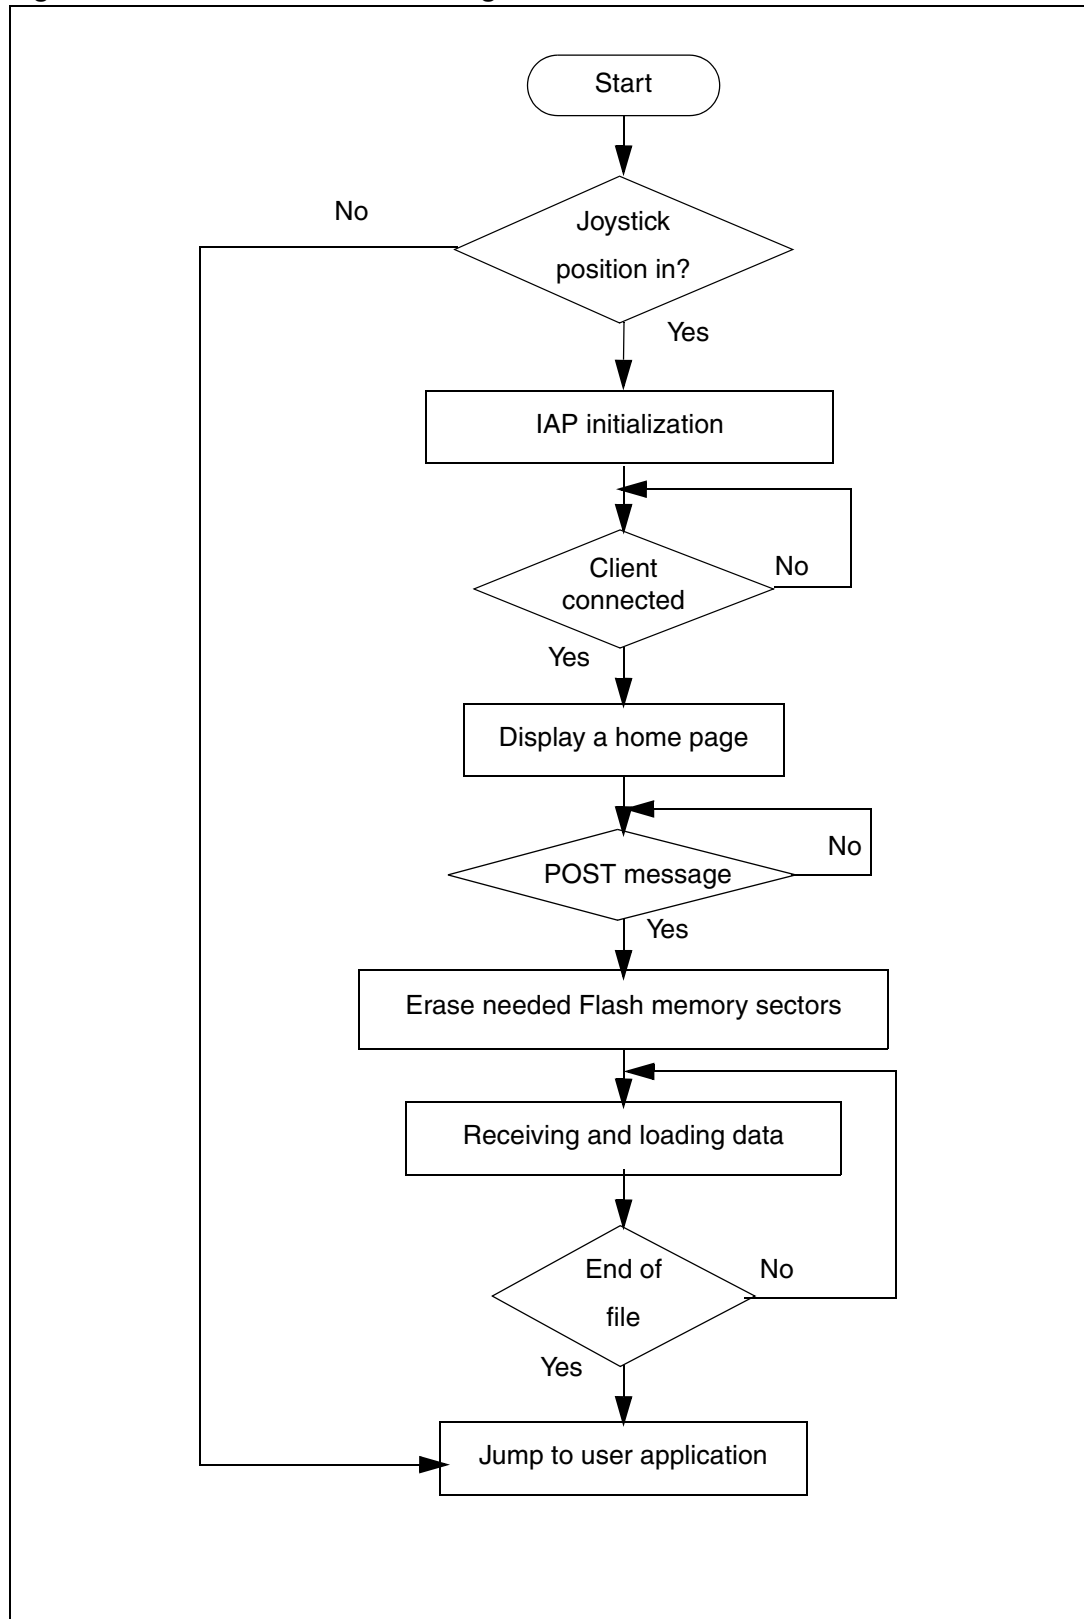 Start
No
Joystick
position in?
Yes
IAP initialization
Client
connected
No
Yes
Display a home page
No
POST message
Yes
Erase needed Flash memory sectors
Receiving and loading data
End of
file
No
Yes
Jump to user application